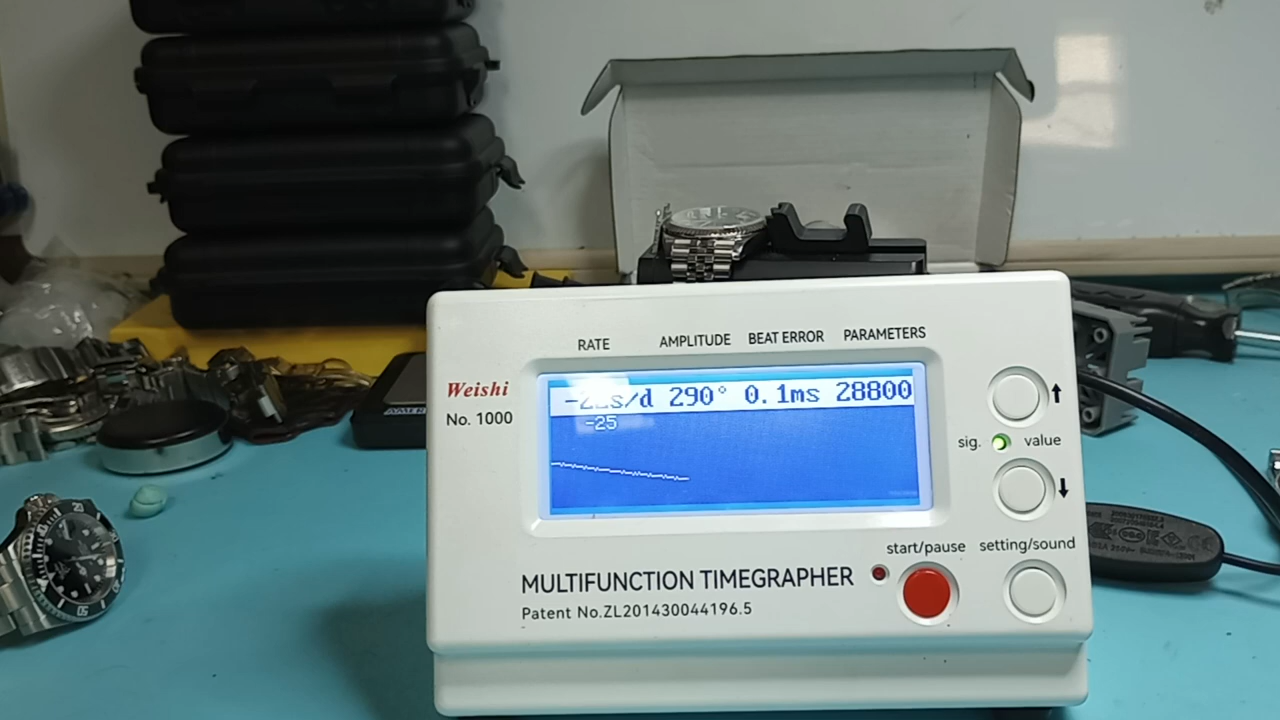 RATE AMPLITUDE BEAT ERROR PARAMETERS
290° 0.1ms 28800
-25
Weishi
No. 1000
sig. value
start/pause setting/sound
MULTIFUNCTION TIMEGRAPHER
Patent No.ZL201430044196.5